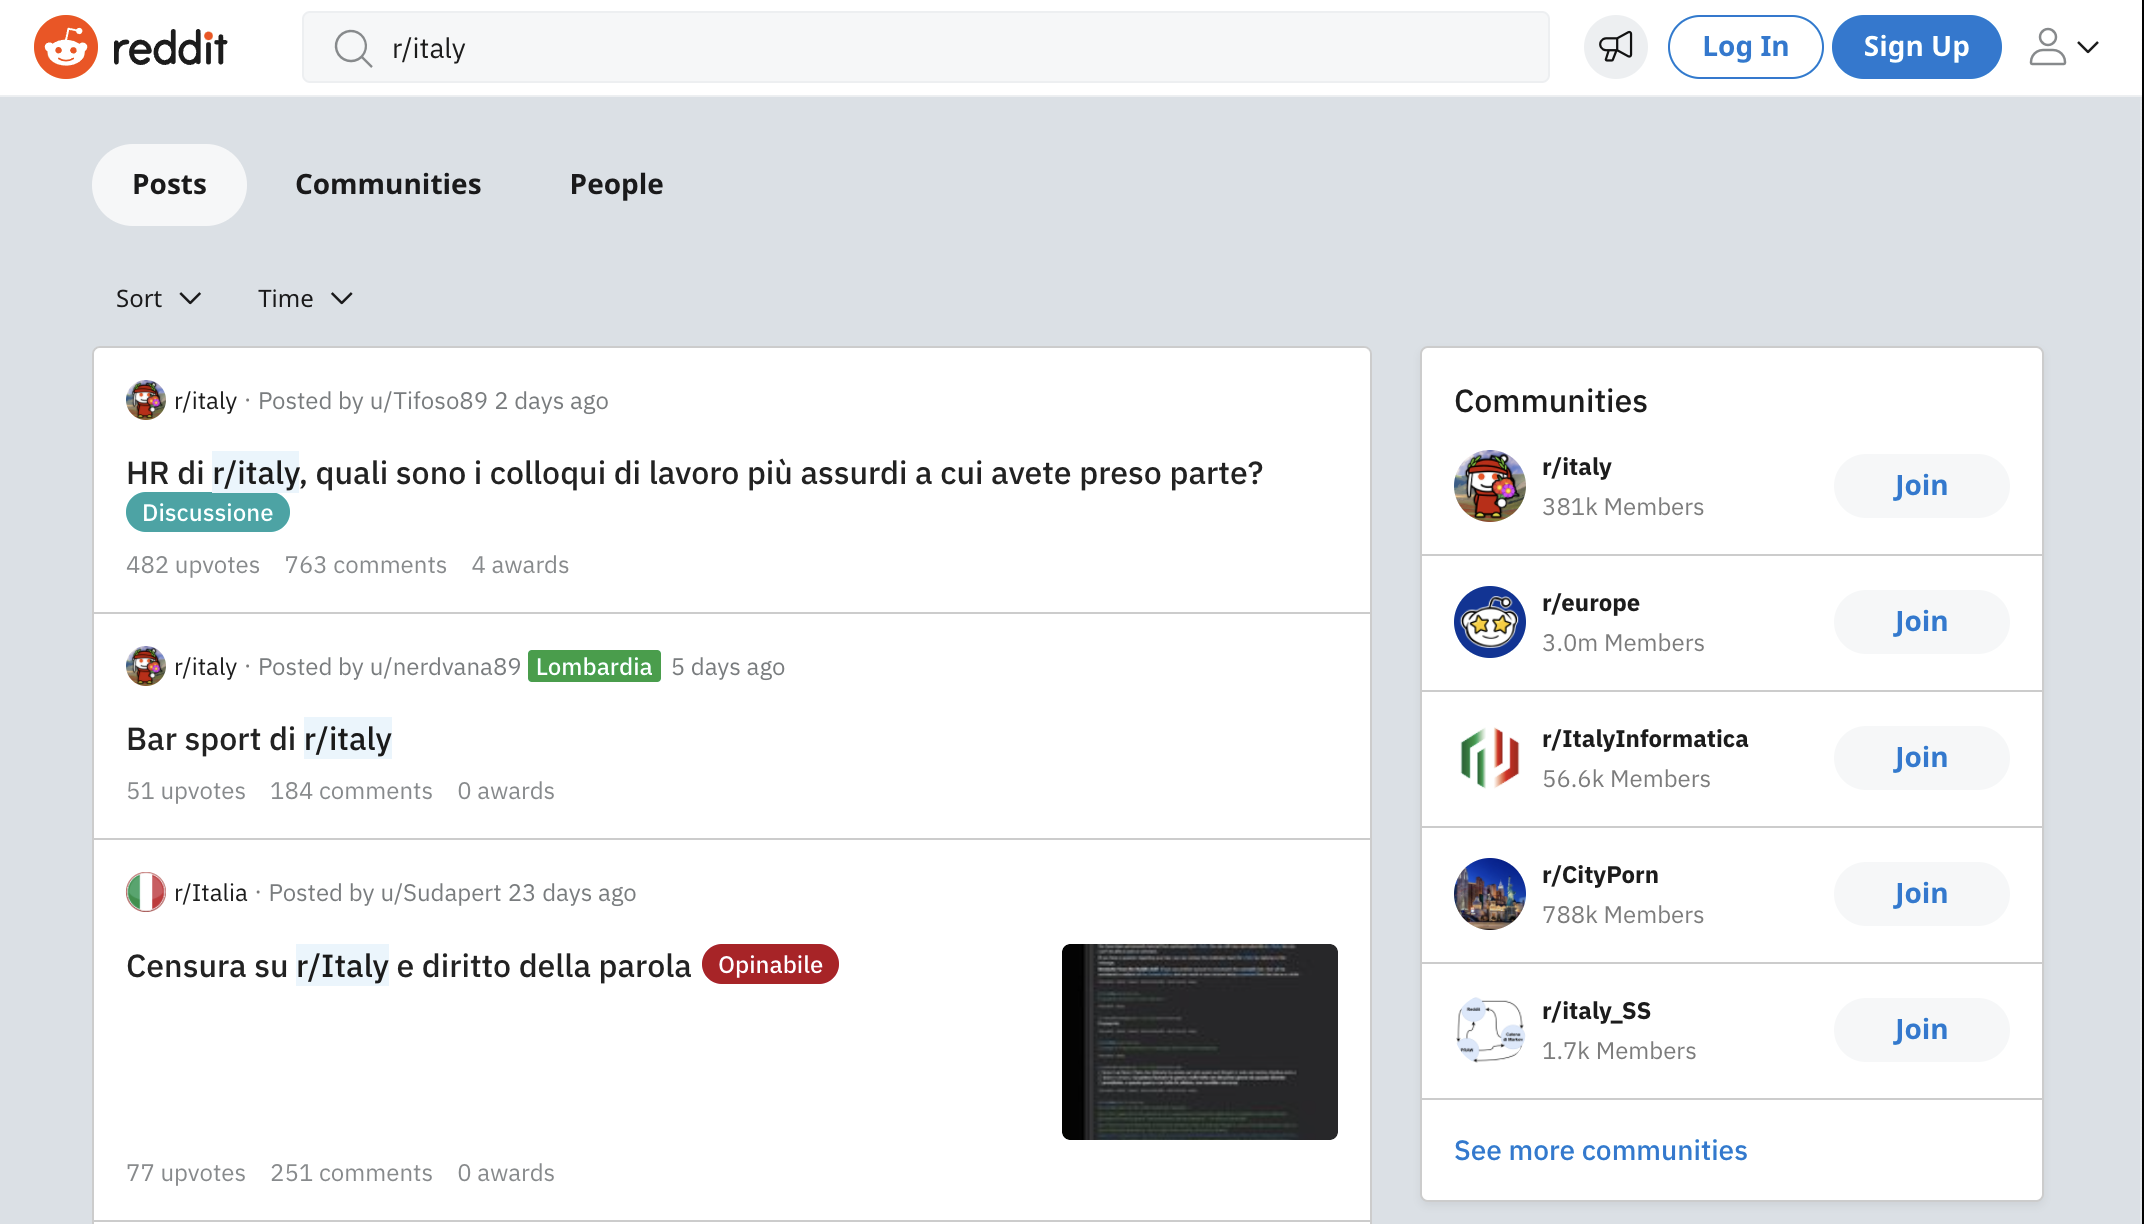 reddit
r/italy
Log In
Sign Up
Posts
Communities
People
Sort
Time
r/italy · Posted by u/Tifoso89 2 days ago
HR di r/italy, quali sono i colloqui di lavoro più assurdi a cui avete preso parte?
Discussione
482 upvotes 763 comments 4 awards
r/italy · Posted by u/nerdvana89 Lombardia 5 days ago
Bar sport di r/italy
51 upvotes 184 comments 0 awards
r/Italia · Posted by u/Sudapert 23 days ago
Censura su r/Italy e diritto della parola Opinabile
77 upvotes 251 comments 0 awards
Communities
r/italy
381k Members
Join
r/europe
3.0m Members
Join
r/ItalyInformatica
56.6k Members
Join
r/CityPorn
788k Members
Join
r/italy_SS
1.7k Members
Join
See more communities